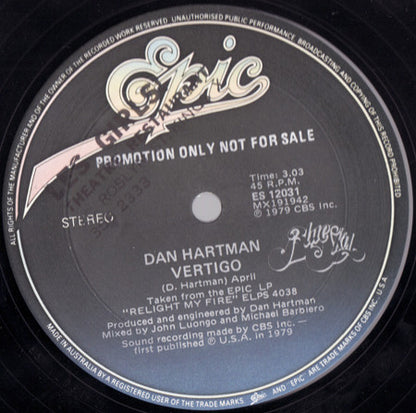 ALL RIGHTS OF THE MANUFACTURER AND OF THE OWNER OF THE RECORDED WORK RESERVED. UNAUTHORISED PUBLIC PERFORMANCE, BROADCASTING AND COPYING OF THIS RECORD PROHIBITED
Epic
PROMOTION ONLY NOT FOR SALE
Time: 3.03
45 R.P.M.
ES 12031
MX191942
℗ 1979 CBS Inc.
STEREO
DAN HARTMAN
VERTIGO
(D. Hartman) April
Taken from the EPIC LP
"RELIGHT MY FIRE" ELPS 4038
Produced and engineered by Dan Hartman
Mixed by John Luongo and Michael Barbiero
Sound recording made by CBS Inc. —
first published ℗ U.S.A. in 1979
MADE IN AUSTRALIA BY A REGISTERED USER OF THE TRADE MARKS Epic AND EPIC ARE TRADE MARKS OF CBS INC. USA